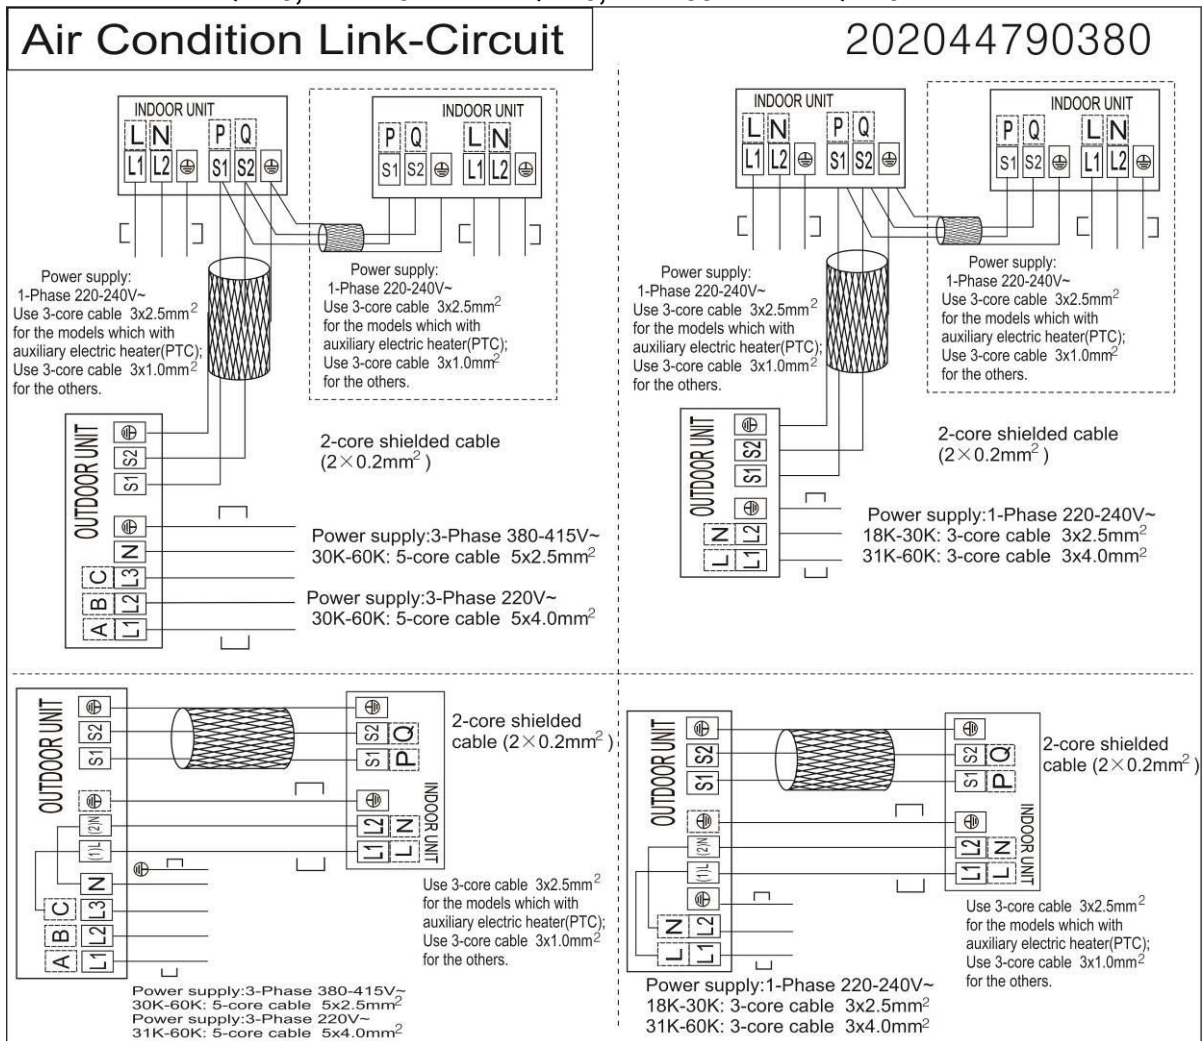 Air Condition Link-Circuit
202044790380
INDOOR UNIT
L N P Q
L1 L2 S1 S2
INDOOR UNIT
P Q L N
S1 S2 L1 L2
Power supply:
1-Phase 220-240V~
Use 3-core cable 3x2.5mm2
for the models which with
auxiliary electric heater(PTC);
Use 3-core cable 3x1.0mm2
for the others.
Power supply:
1-Phase 220-240V~
Use 3-core cable 3x2.5mm2
for the models which with
auxiliary electric heater(PTC);
Use 3-core cable 3x1.0mm2
for the others.
OUTDOOR UNIT
S2
S1
N
C L3
B L2
A L1
2-core shielded cable
(2×0.2mm2)
Power supply:3-Phase 380-415V~
30K-60K: 5-core cable 5x2.5mm2
Power supply:3-Phase 220V~
30K-60K: 5-core cable 5x4.0mm2
INDOOR UNIT
L N P Q
L1 L2 S1 S2
INDOOR UNIT
P Q L N
S1 S2 L1 L2
Power supply:
1-Phase 220-240V~
Use 3-core cable 3x2.5mm2
for the models which with
auxiliary electric heater(PTC);
Use 3-core cable 3x1.0mm2
for the others.
Power supply:
1-Phase 220-240V~
Use 3-core cable 3x2.5mm2
for the models which with
auxiliary electric heater(PTC);
Use 3-core cable 3x1.0mm2
for the others.
OUTDOOR UNIT
S2
S1
N L2
L L1
2-core shielded cable
(2×0.2mm2)
Power supply:1-Phase 220-240V~
18K-30K: 3-core cable 3x2.5mm2
31K-60K: 3-core cable 3x4.0mm2
OUTDOOR UNIT
S2
S1
(2)N
(1)L
N
C L3
B L2
A L1
S2 Q
S1 P
L2 N
L1 L
INDOOR UNIT
2-core shielded
cable (2×0.2mm2)
Use 3-core cable 3x2.5mm2
for the models which with
auxiliary electric heater(PTC);
Use 3-core cable 3x1.0mm2
for the others.
Power supply:3-Phase 380-415V~
30K-60K: 5-core cable 5x2.5mm2
Power supply:3-Phase 220V~
31K-60K: 5-core cable 5x4.0mm2
OUTDOOR UNIT
S2
S1
(2)N
(1)L
N L2
L L1
S2 Q
S1 P
L2 N
L1 L
INDOOR UNIT
2-core shielded
cable (2×0.2mm2)
Use 3-core cable 3x2.5mm2
for the models which with
auxiliary electric heater(PTC);
Use 3-core cable 3x1.0mm2
for the others.
Power supply:1-Phase 220-240V~
18K-30K: 3-core cable 3x2.5mm2
31K-60K: 3-core cable 3x4.0mm2